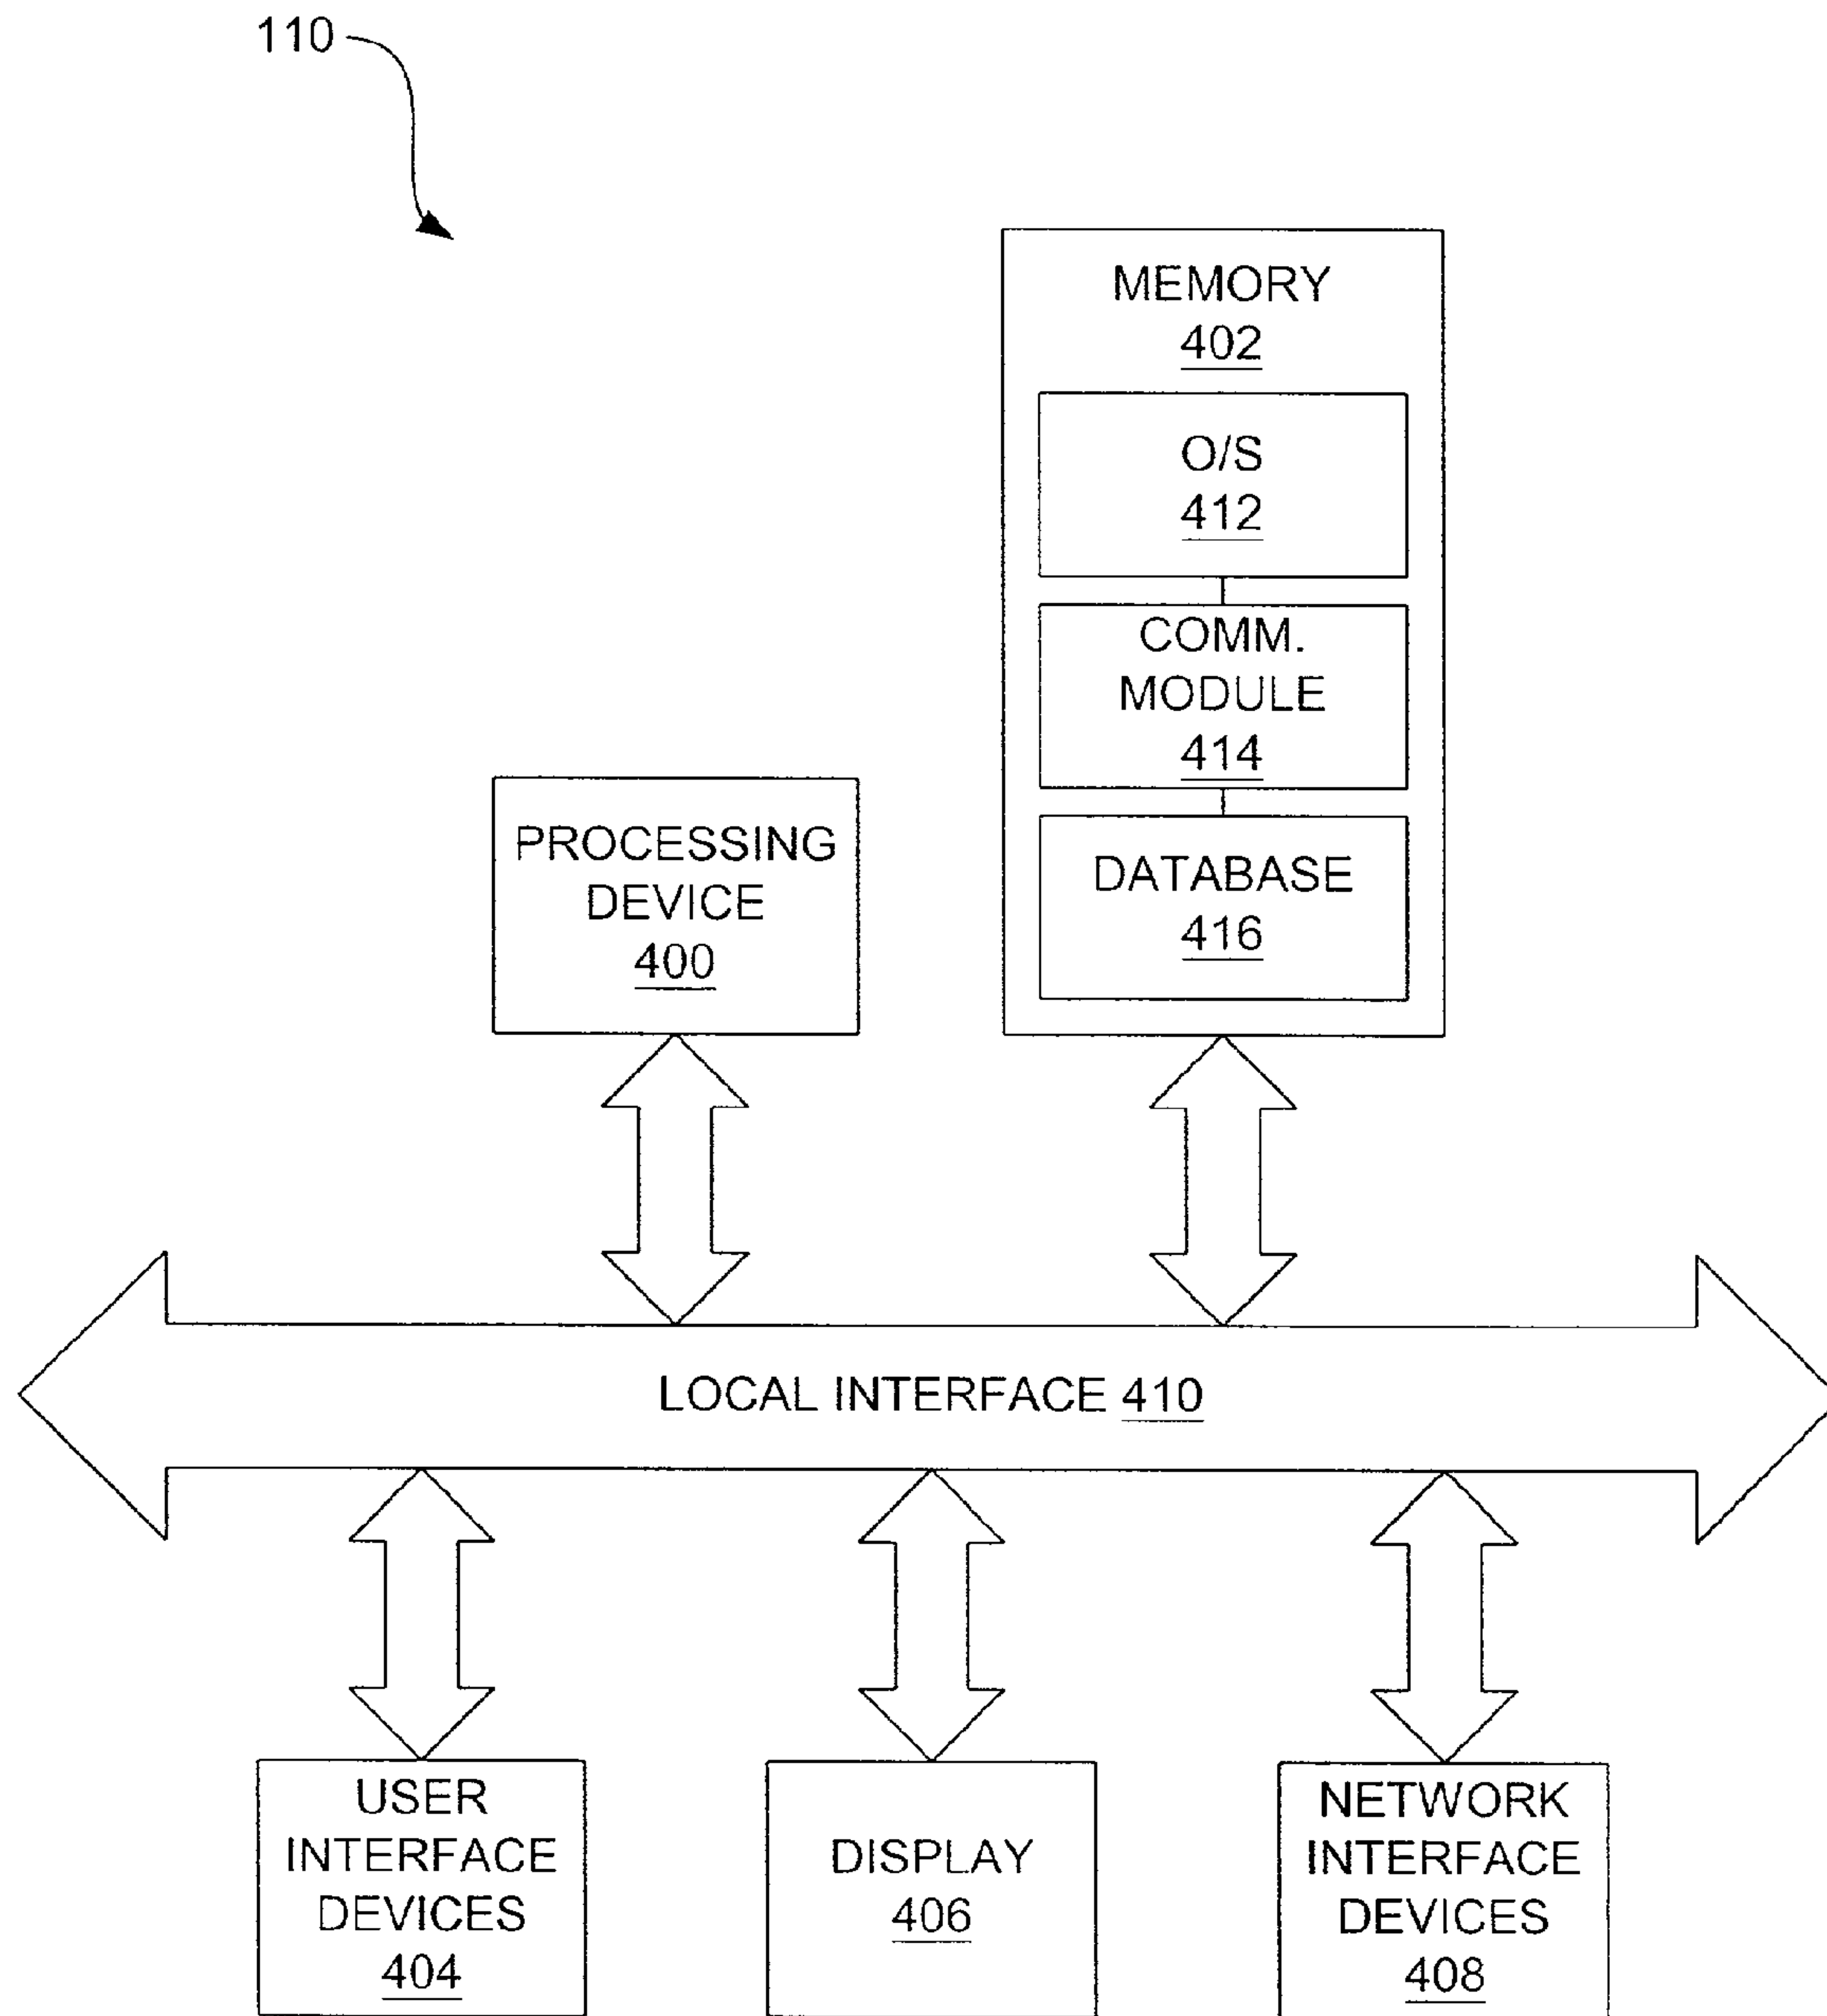 110
MEMORY
402
O/S
412
COMM.
MODULE
414
DATABASE
416
PROCESSING
DEVICE
400
LOCAL INTERFACE 410
USER
INTERFACE
DEVICES
404
DISPLAY
406
NETWORK
INTERFACE
DEVICES
408